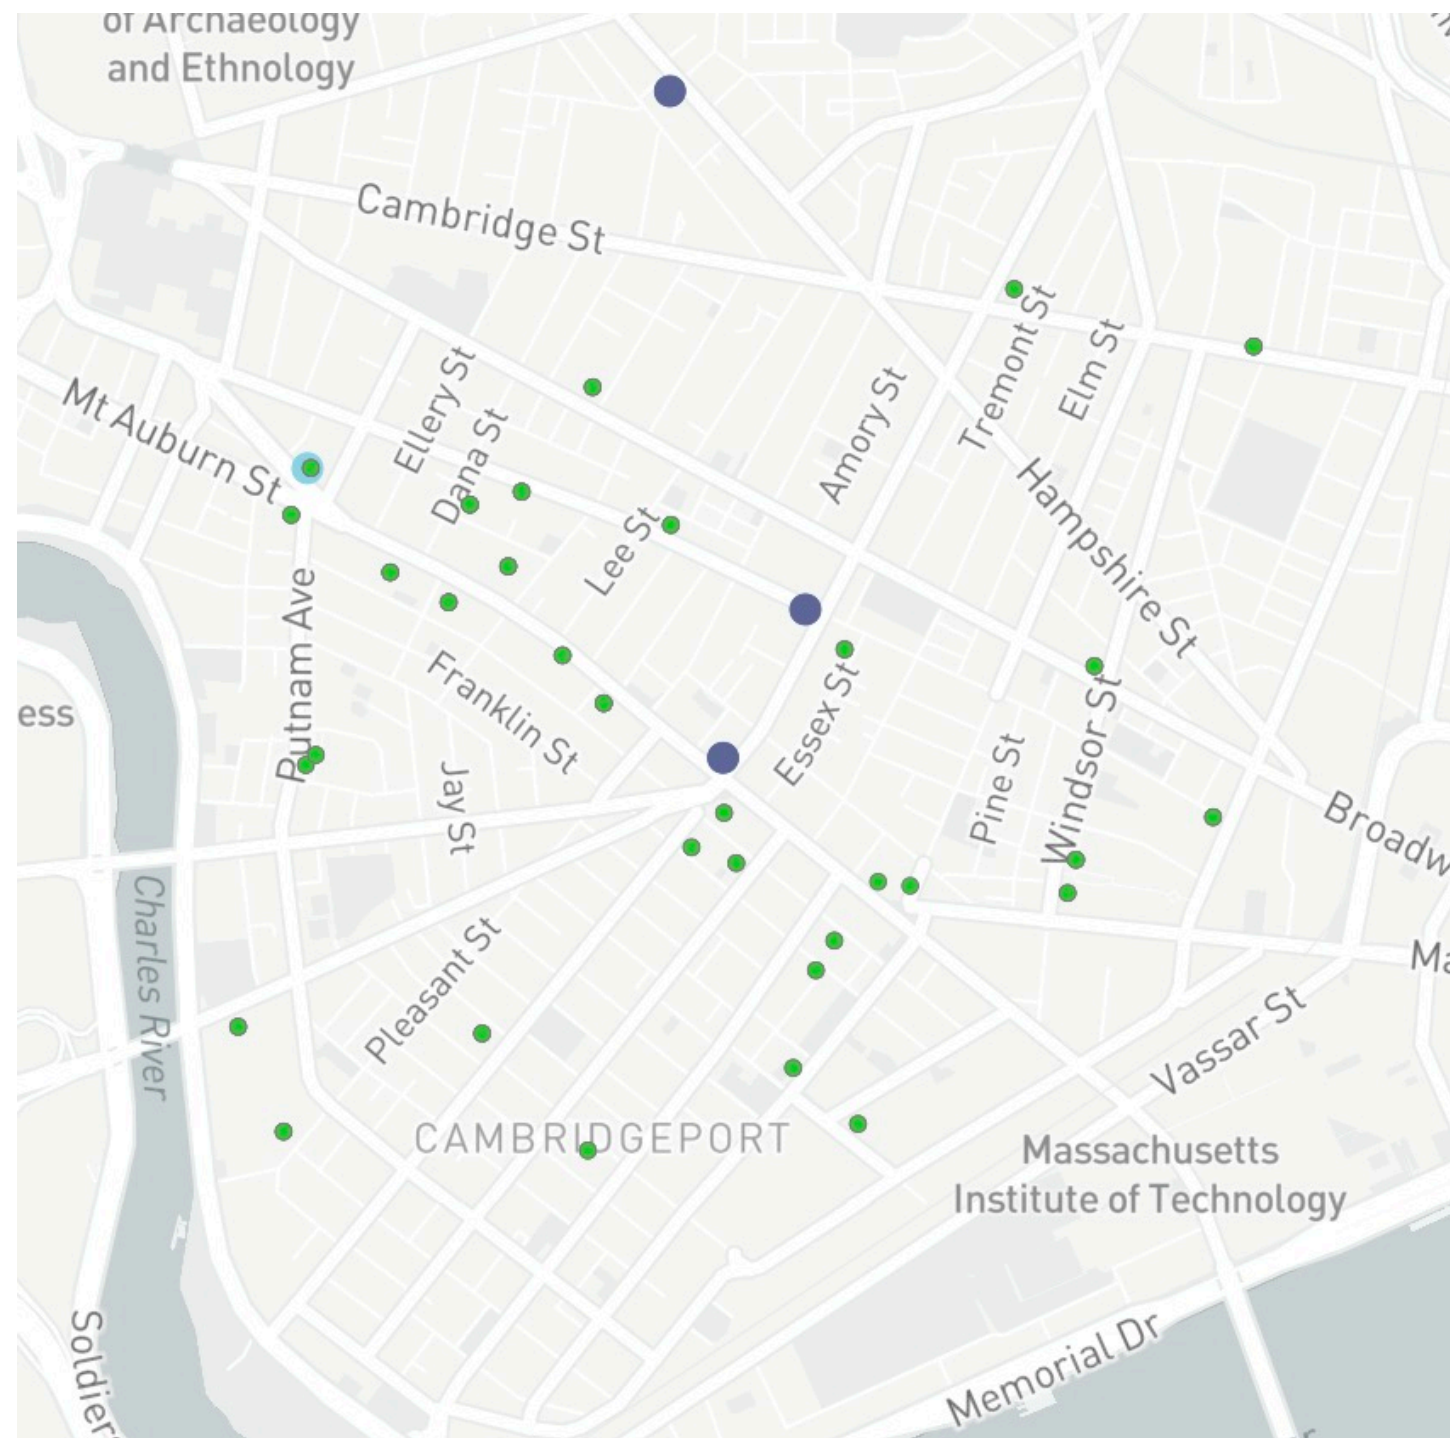 of Archaeology
and Ethnology
Cambridge St
Tremont St
Elm St
Mt Auburn St
Ellery St
Dana St
Amory St
Lee St
Hampshire St
Putnam Ave
Franklin St
Essex St
ess
Jay St
Pine St
Windsor St
Broadw
Charles River
Pleasant St
Ma
Vassar St
CAMBRIDGEPORT
Massachusetts
Institute of Technology
Soldier
Memorial Dr